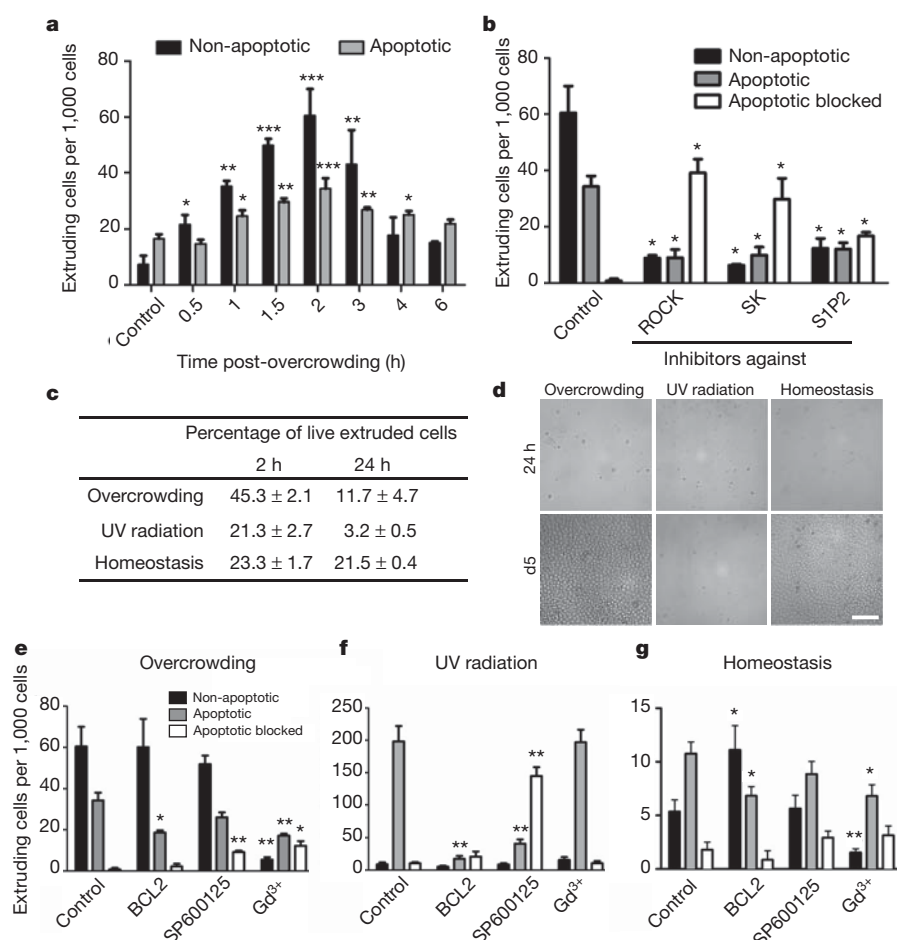 a
Non-apoptotic Apoptotic
Extruding cells per 1,000 cells
80
60
40
20
0
* ** * *** ** *** *** ** ** *
Control 0.5 1 1.5 2 3 4 6
Time post-overcrowding (h)
b
Non-apoptotic
Apoptotic
Apoptotic blocked
Extruding cells per 1,000 cells
80
60
40
20
0
* * * * * * * * *
Control ROCK SK S1P2
Inhibitors against
c
Percentage of live extruded cells
2 h 24 h
Overcrowding 45.3 ± 2.1 11.7 ± 4.7
UV radiation 21.3 ± 2.7 3.2 ± 0.5
Homeostasis 23.3 ± 1.7 21.5 ± 0.4
d
Overcrowding UV radiation Homeostasis
24 h
d5
e
Overcrowding
Extruding cells per 1,000 cells
Non-apoptotic
Apoptotic
Apoptotic blocked
80
60
40
20
0
* ** ** ** *
Control BCL2 SP600125 Gd³⁺
f
UV radiation
250
200
150
100
50
0
** ** **
Control BCL2 SP600125 Gd³⁺
g
Homeostasis
15
10
5
0
* * ** *
Control BCL2 SP600125 Gd³⁺